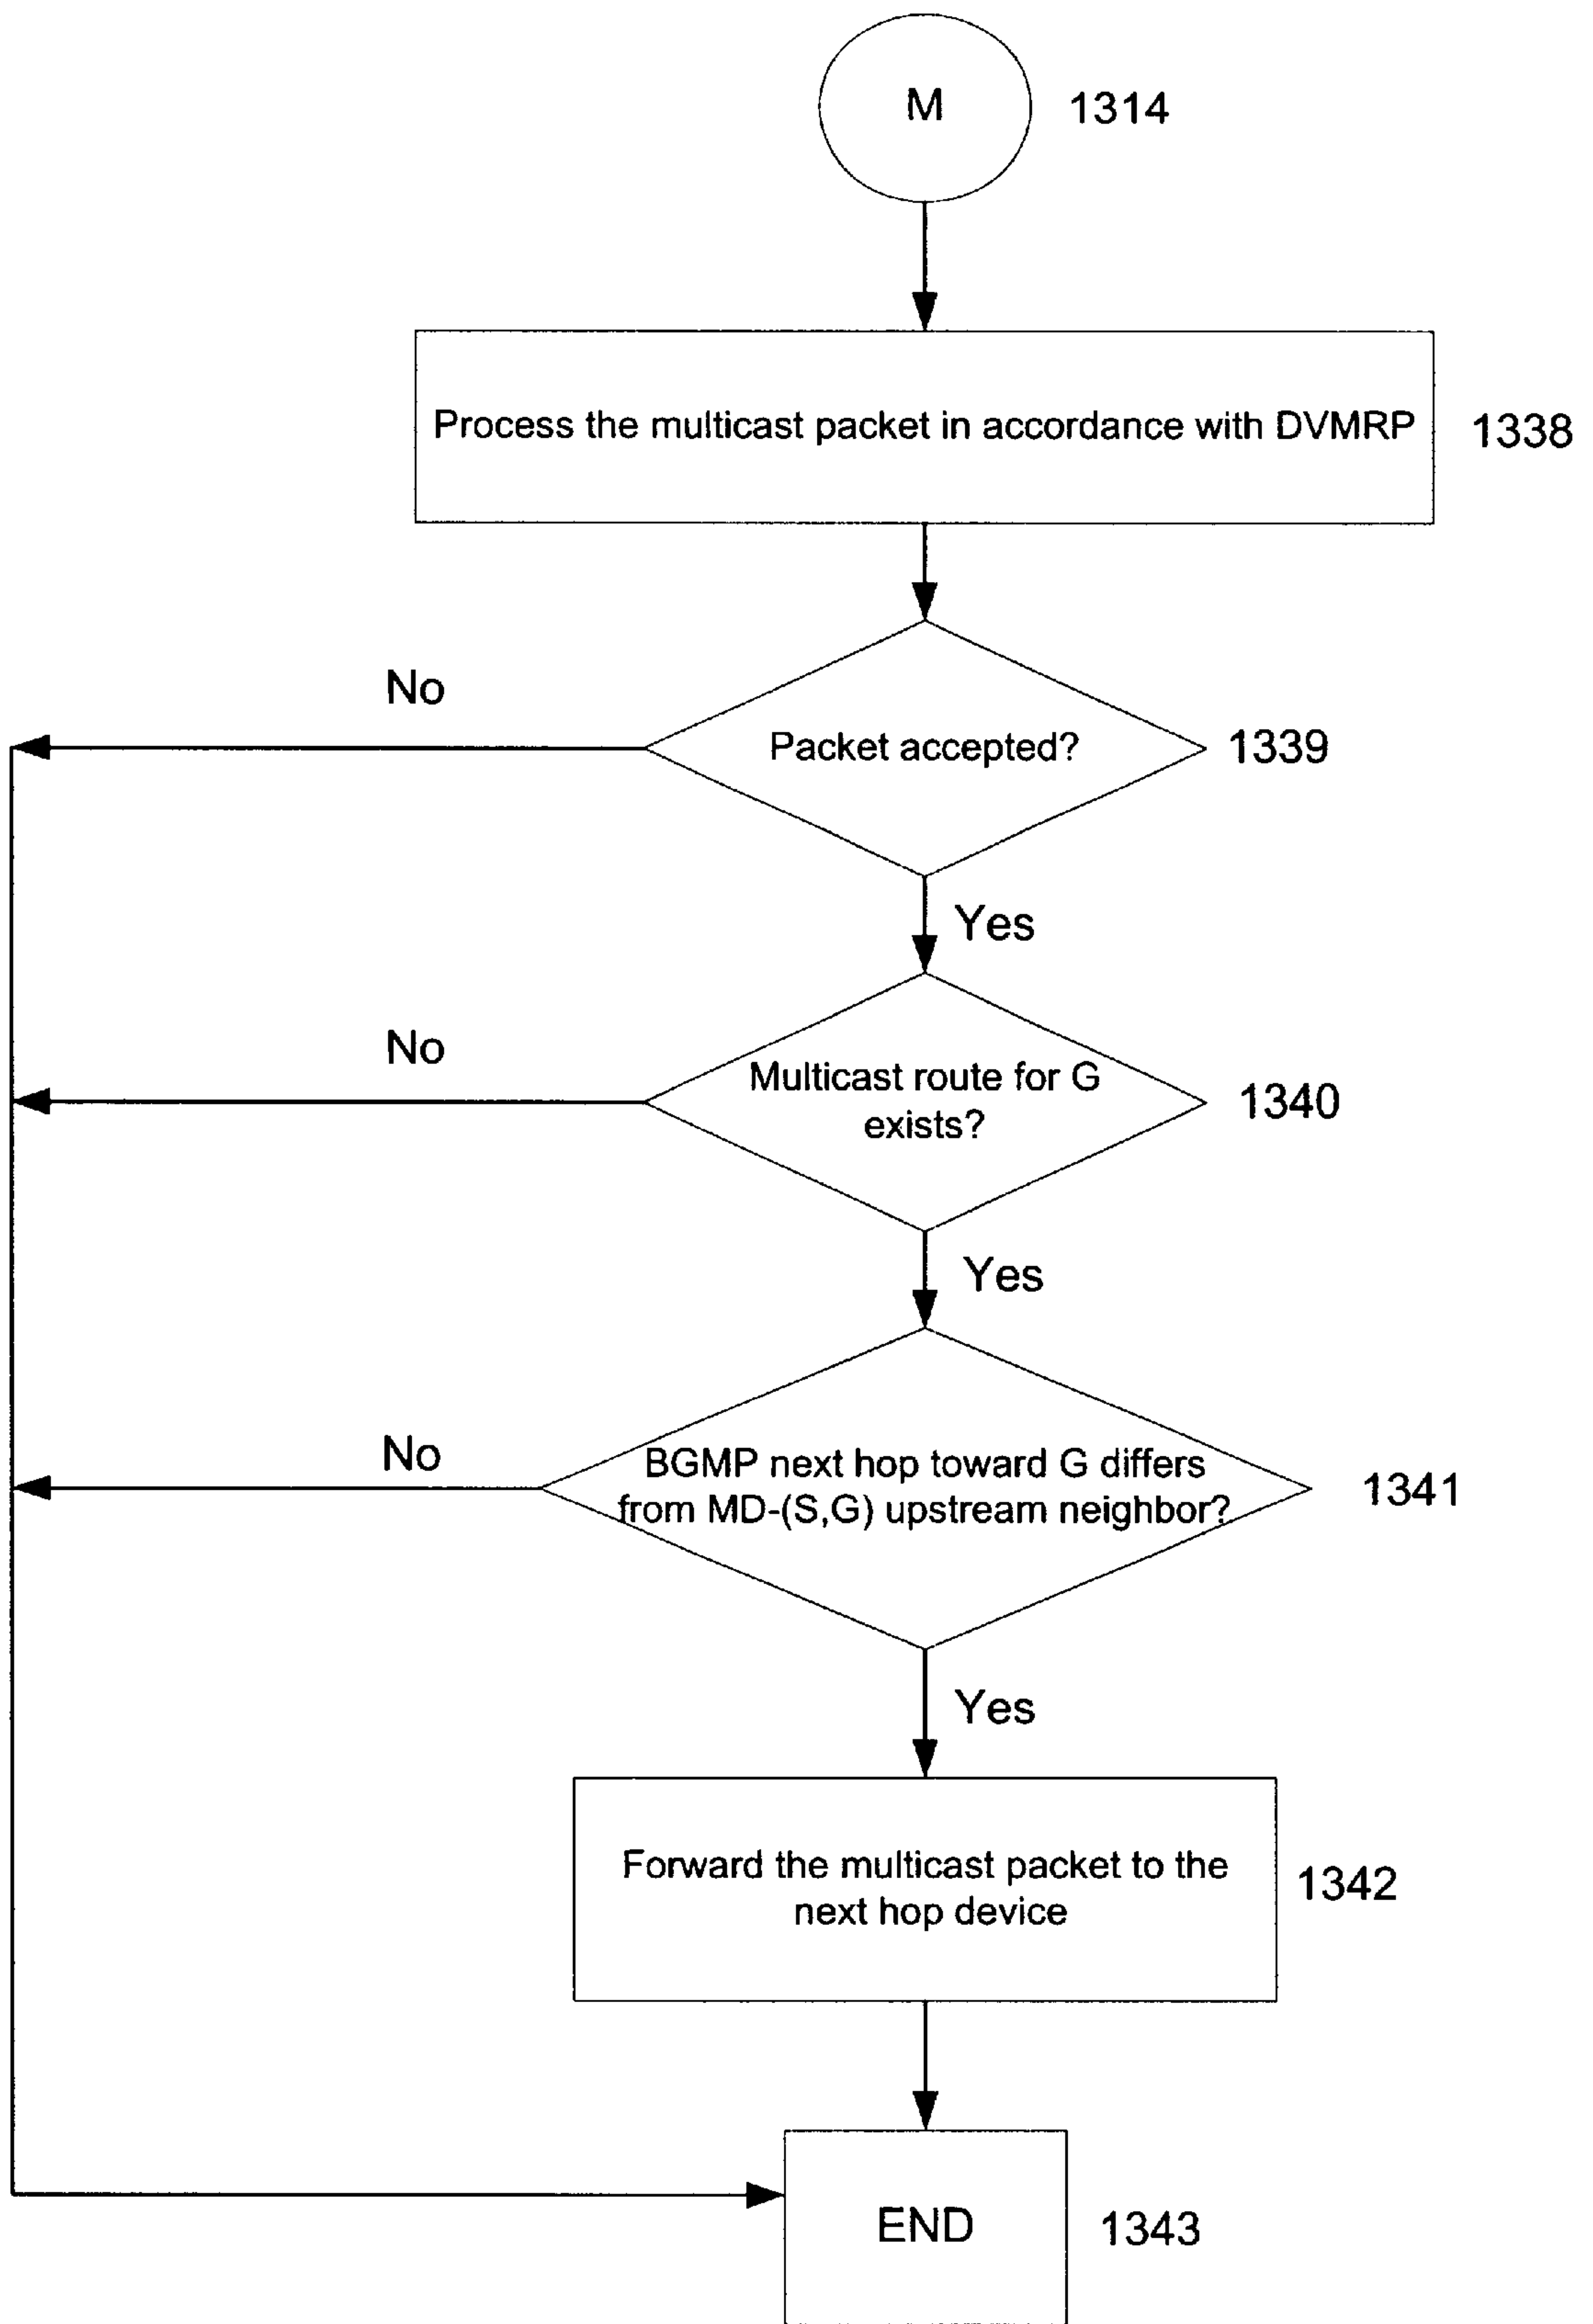 M
1314
Process the multicast packet in accordance with DVMRP
1338
No
Packet accepted?
1339
Yes
No
Multicast route for G
exists?
1340
Yes
No
BGMP next hop toward G differs
from MD-(S,G) upstream neighbor?
1341
Yes
Forward the multicast packet to the
next hop device
1342
END
1343